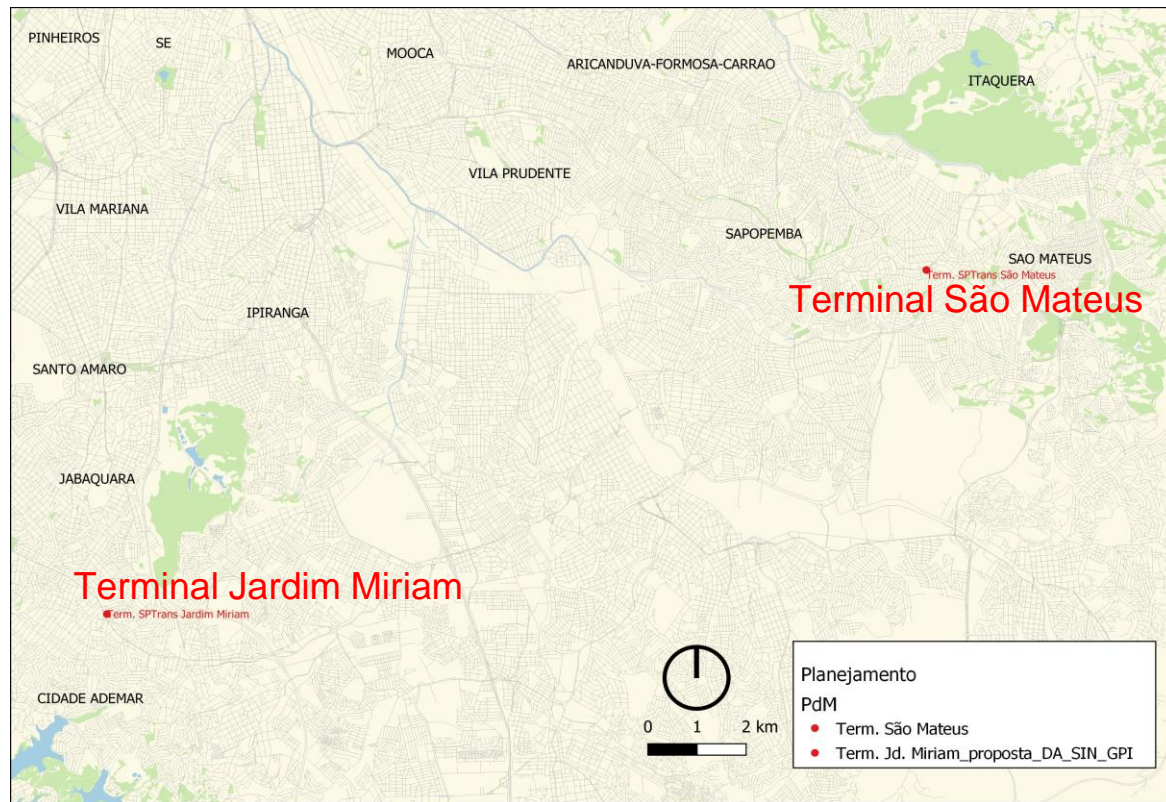 PINHEIROS
SE
MOOCA
ARICANDUVA-FORMOSA-CARRAO
ITAQUERA
VILA PRUDENTE
VILA MARIANA
SAPOPEMBA
SAO MATEUS
Term. SPTrans São Mateus
Terminal São Mateus
IPIRANGA
SANTO AMARO
JABAQUARA
Terminal Jardim Miriam
Term. SPTrans Jardim Miriam
CIDADE ADEMAR
0 1 2 km
Planejamento
PdM
Term. São Mateus
Term. Jd. Miriam_proposta_DA_SIN_GPI